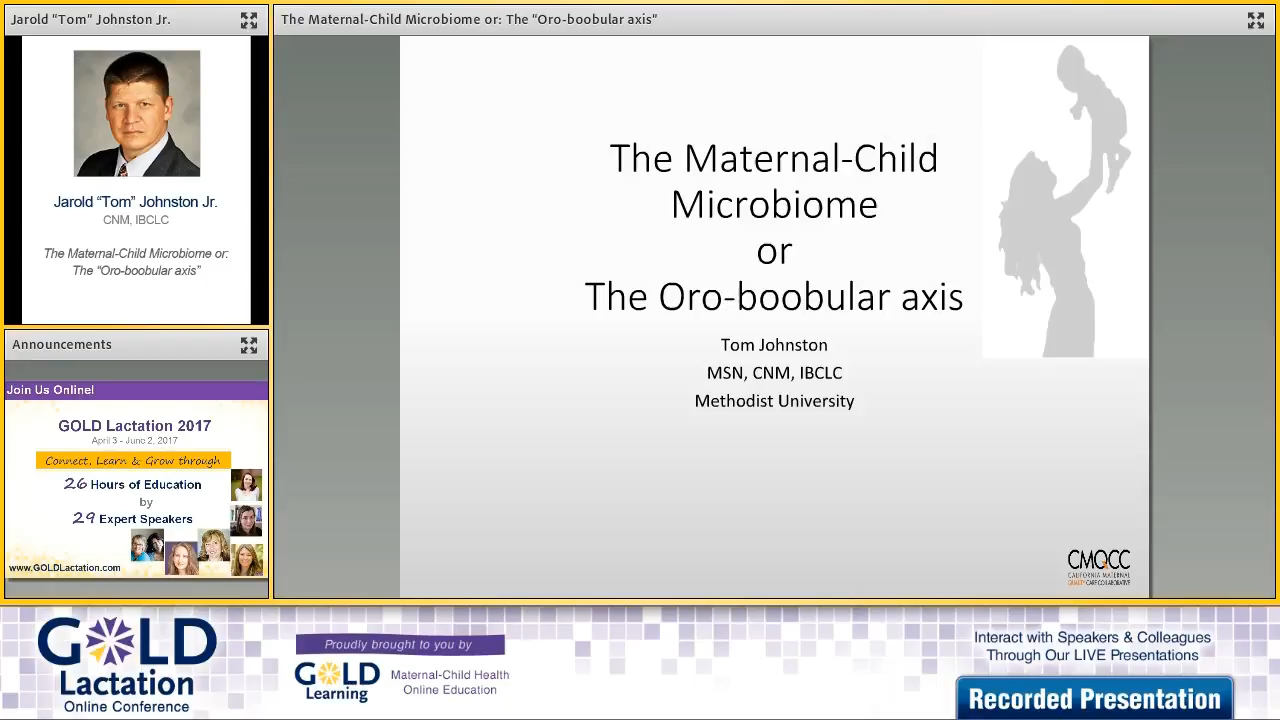 Jarold "Tom" Johnston Jr.
Jarold “Tom” Johnston Jr.
CNM, IBCLC
The Maternal-Child Microbiome or:
The “Oro-boobular axis”
Announcements
Join Us Online!
GOLD Lactation 2017
April 3 - June 2, 2017
Connect, Learn & Grow through
26 Hours of Education
by
29 Expert Speakers
www.GOLDLactation.com
The Maternal-Child Microbiome or: The "Oro-boobular axis"
The Maternal-Child
Microbiome
or
The Oro-boobular axis
Tom Johnston
MSN, CNM, IBCLC
Methodist University
CMQCC
CALIFORNIA MATERNAL
QUALITY CARE COLLABORATIVE
GOLD
Lactation
Online Conference
Proudly brought to you by
GOLD
Learning
Maternal-Child Health
Online Education
Interact with Speakers & Colleagues
Through Our LIVE Presentations
Recorded Presentation